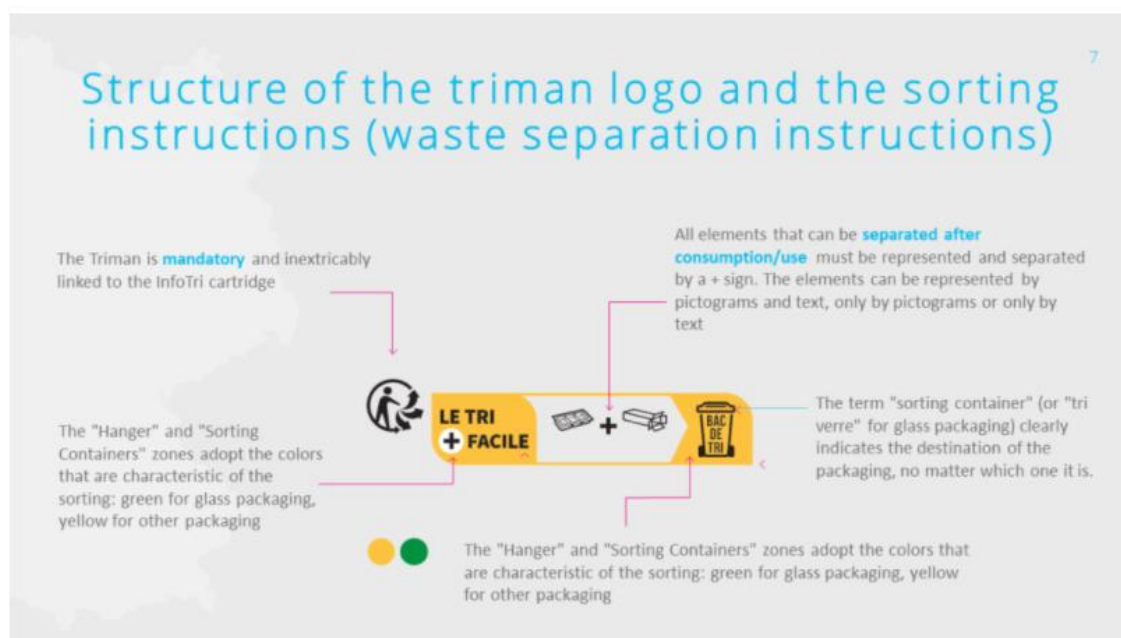 7
Structure of the triman logo and the sorting
instructions (waste separation instructions)
The Triman is mandatory and inextricably
linked to the InfoTri cartridge
All elements that can be separated after
consumption/use must be represented and separated
by a + sign. The elements can be represented by
pictograms and text, only by pictograms or only by
text
LE TRI
+ FACILE
+
BAC
DE
TRI
The term "sorting container" (or "tri
verre" for glass packaging) clearly
indicates the destination of the
packaging, no matter which one it is.
The "Hanger" and "Sorting
Containers" zones adopt the colors
that are characteristic of the
sorting: green for glass packaging,
yellow for other packaging
The "Hanger" and "Sorting Containers" zones adopt the colors that
are characteristic of the sorting: green for glass packaging, yellow
for other packaging